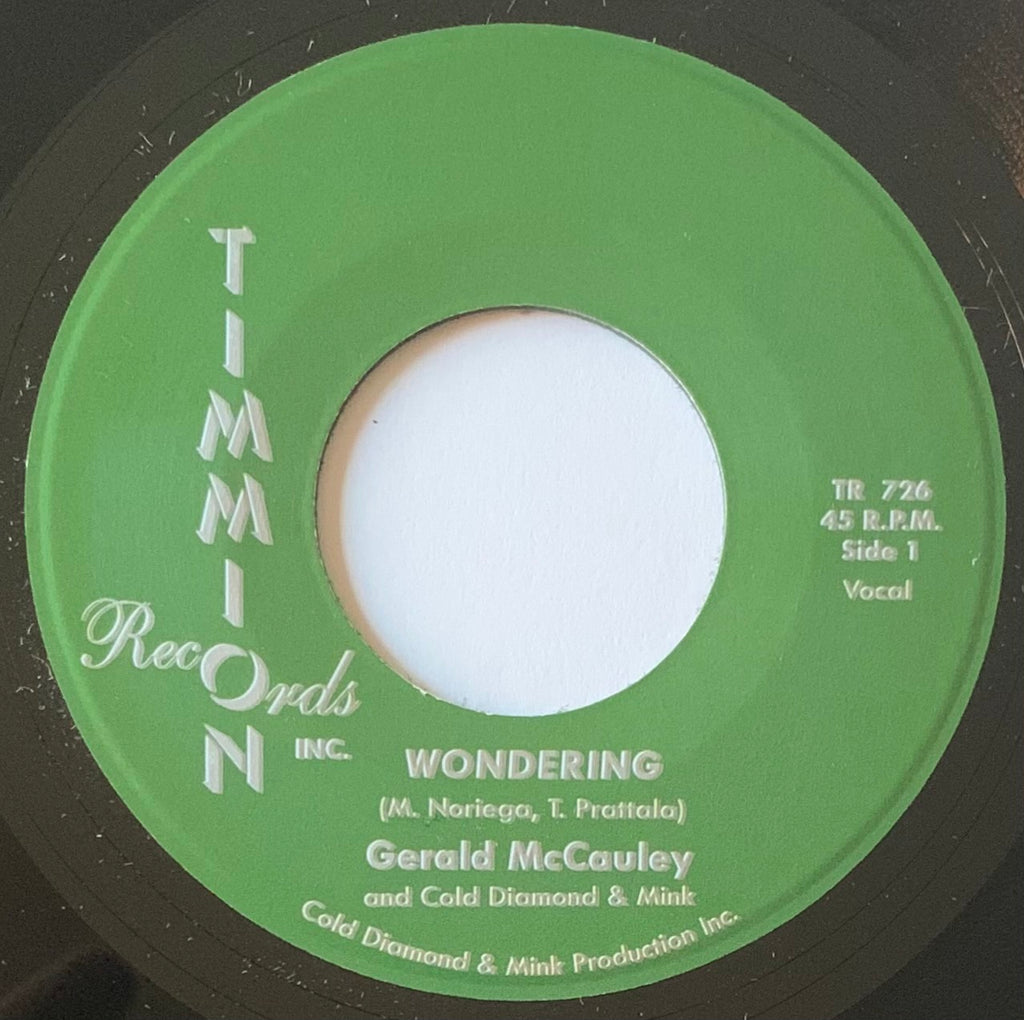 TIMMION
Records
INC.
TR 726
45 R.P.M.
Side 1
Vocal
WONDERING
(M. Noriega, T. Prattala)
Gerald McCauley
and Cold Diamond & Mink
Cold Diamond & Mink Production Inc.